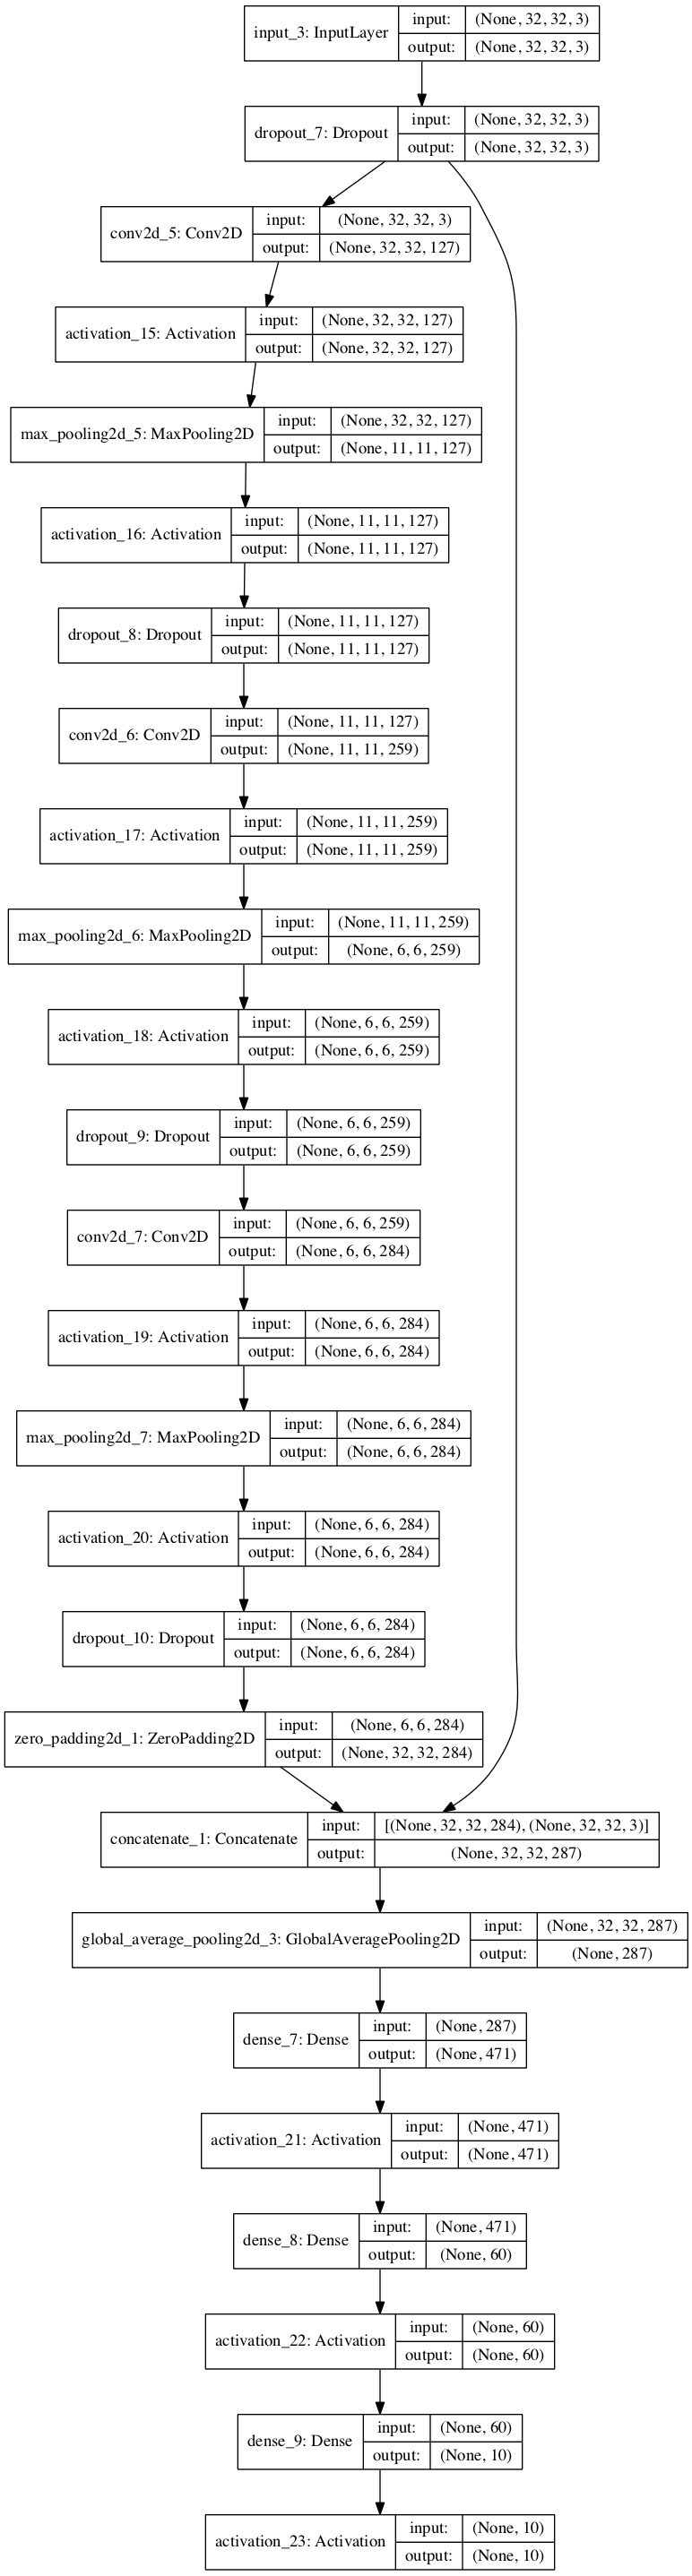 input_3: InputLayer
input: (None, 32, 32, 3)
output: (None, 32, 32, 3)
dropout_7: Dropout
input: (None, 32, 32, 3)
output: (None, 32, 32, 3)
conv2d_5: Conv2D
input: (None, 32, 32, 3)
output: (None, 32, 32, 127)
activation_15: Activation
input: (None, 32, 32, 127)
output: (None, 32, 32, 127)
max_pooling2d_5: MaxPooling2D
input: (None, 32, 32, 127)
output: (None, 11, 11, 127)
activation_16: Activation
input: (None, 11, 11, 127)
output: (None, 11, 11, 127)
dropout_8: Dropout
input: (None, 11, 11, 127)
output: (None, 11, 11, 127)
conv2d_6: Conv2D
input: (None, 11, 11, 127)
output: (None, 11, 11, 259)
activation_17: Activation
input: (None, 11, 11, 259)
output: (None, 11, 11, 259)
max_pooling2d_6: MaxPooling2D
input: (None, 11, 11, 259)
output: (None, 6, 6, 259)
activation_18: Activation
input: (None, 6, 6, 259)
output: (None, 6, 6, 259)
dropout_9: Dropout
input: (None, 6, 6, 259)
output: (None, 6, 6, 259)
conv2d_7: Conv2D
input: (None, 6, 6, 259)
output: (None, 6, 6, 284)
activation_19: Activation
input: (None, 6, 6, 284)
output: (None, 6, 6, 284)
max_pooling2d_7: MaxPooling2D
input: (None, 6, 6, 284)
output: (None, 6, 6, 284)
activation_20: Activation
input: (None, 6, 6, 284)
output: (None, 6, 6, 284)
dropout_10: Dropout
input: (None, 6, 6, 284)
output: (None, 6, 6, 284)
zero_padding2d_1: ZeroPadding2D
input: (None, 6, 6, 284)
output: (None, 32, 32, 284)
concatenate_1: Concatenate
input: [(None, 32, 32, 284), (None, 32, 32, 3)]
output: (None, 32, 32, 287)
global_average_pooling2d_3: GlobalAveragePooling2D
input: (None, 32, 32, 287)
output: (None, 287)
dense_7: Dense
input: (None, 287)
output: (None, 471)
activation_21: Activation
input: (None, 471)
output: (None, 471)
dense_8: Dense
input: (None, 471)
output: (None, 60)
activation_22: Activation
input: (None, 60)
output: (None, 60)
dense_9: Dense
input: (None, 60)
output: (None, 10)
activation_23: Activation
input: (None, 10)
output: (None, 10)